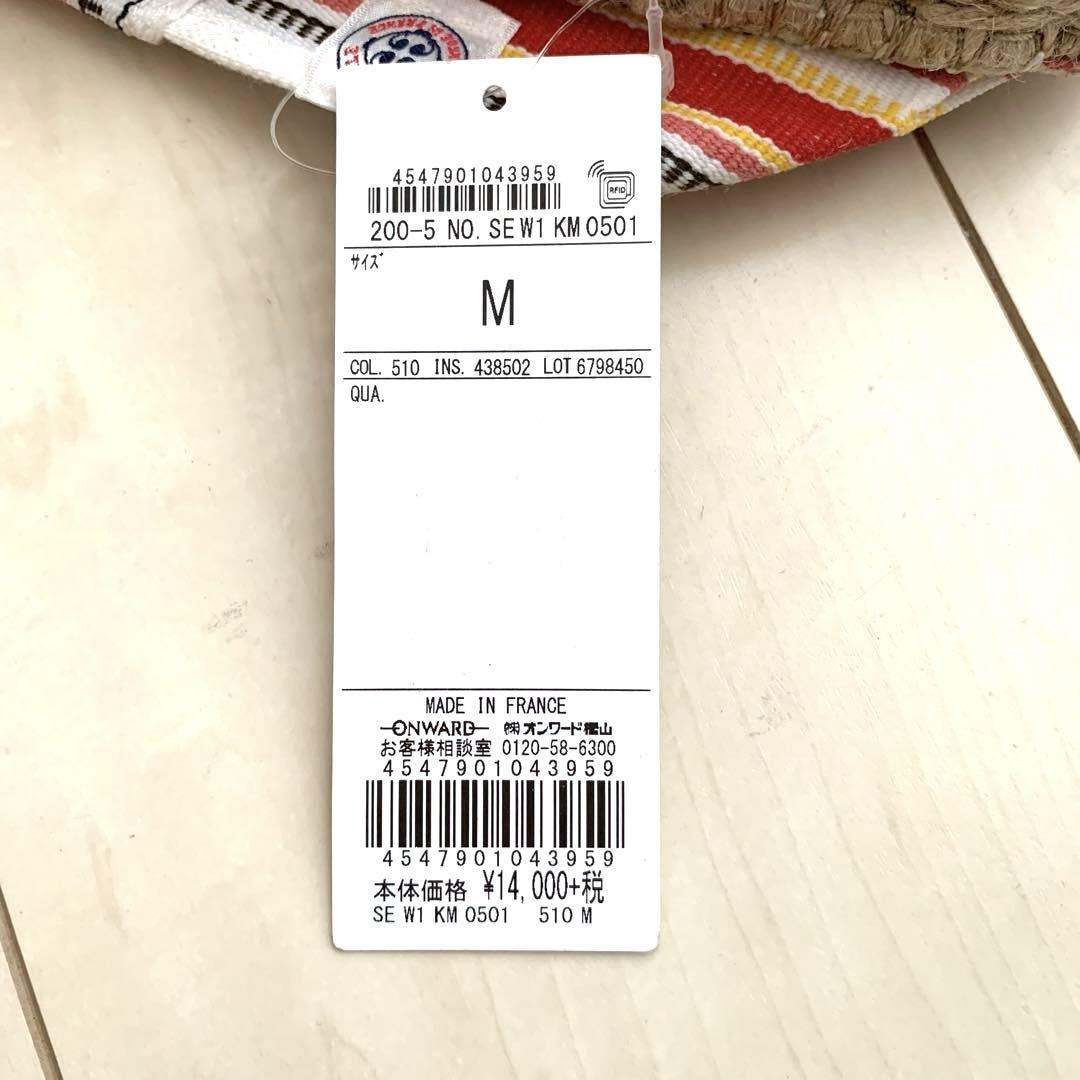 4547901043959
RFID
200-5 NO. SE W1 KM 0501
サイズ
M
COL. 510 INS. 438502 LOT 6798450
QUA.
MADE IN FRANCE
ONWARD ㈱オンワード樫山
お客様相談室 0120-58-6300
4547901043959
4547901043959
本体価格 ¥14,000+税
SE W1 KM 0501 510 M